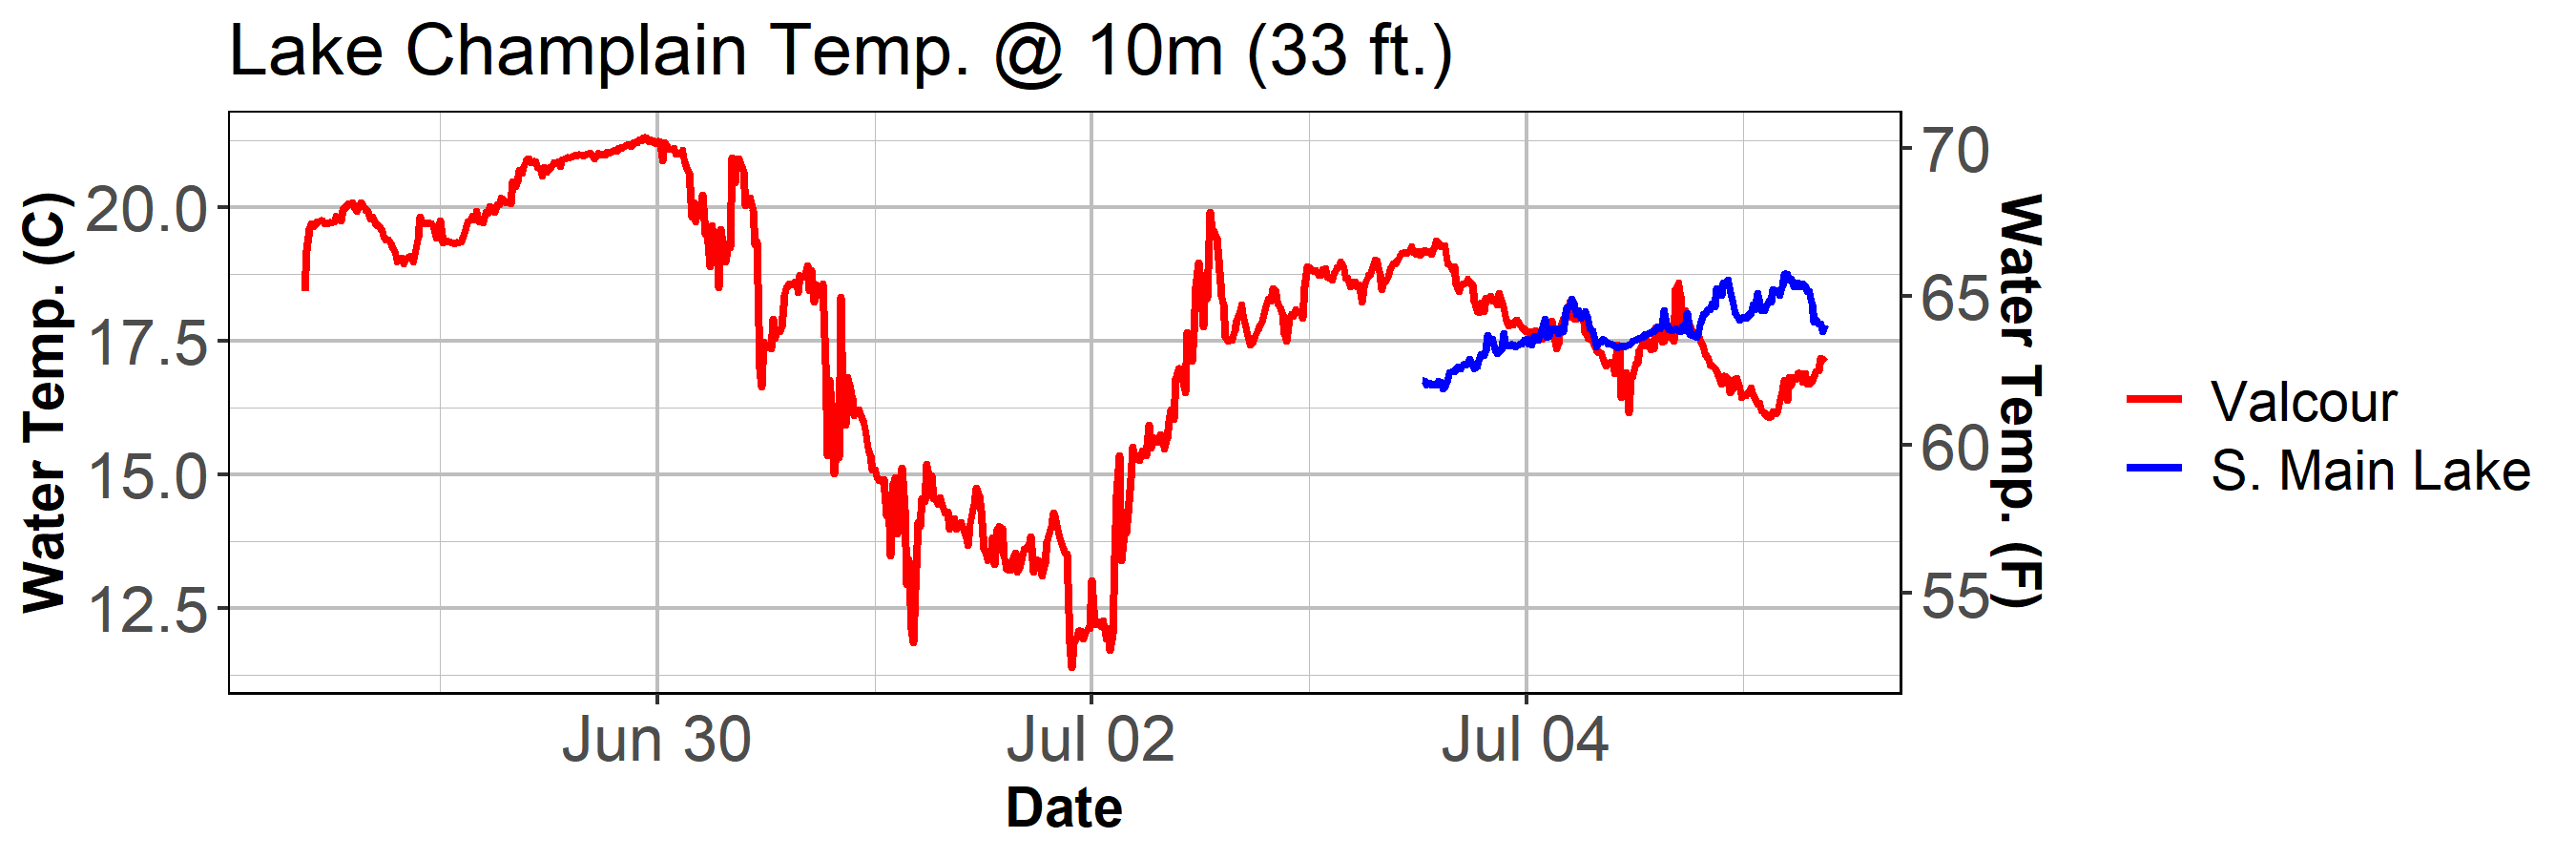 Lake Champlain Temp. @ 10m (33 ft.)
Water Temp. (C)
20.0
17.5
15.0
12.5
70
65
60
55
Water Temp. (F)
Jun 30
Jul 02
Jul 04
Date
Valcour
S. Main Lake